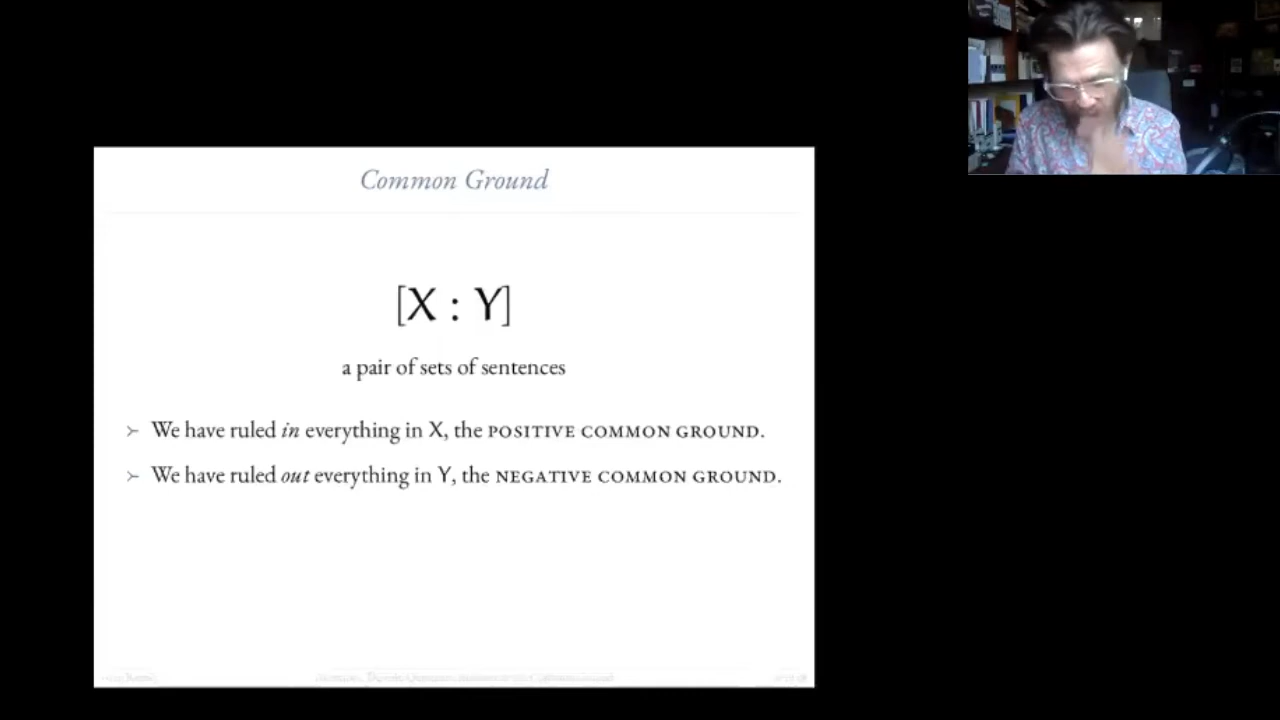 Common Ground
[X : Y]
a pair of sets of sentences
➢ We have ruled in everything in X, the POSITIVE COMMON GROUND.
➢ We have ruled out everything in Y, the NEGATIVE COMMON GROUND.